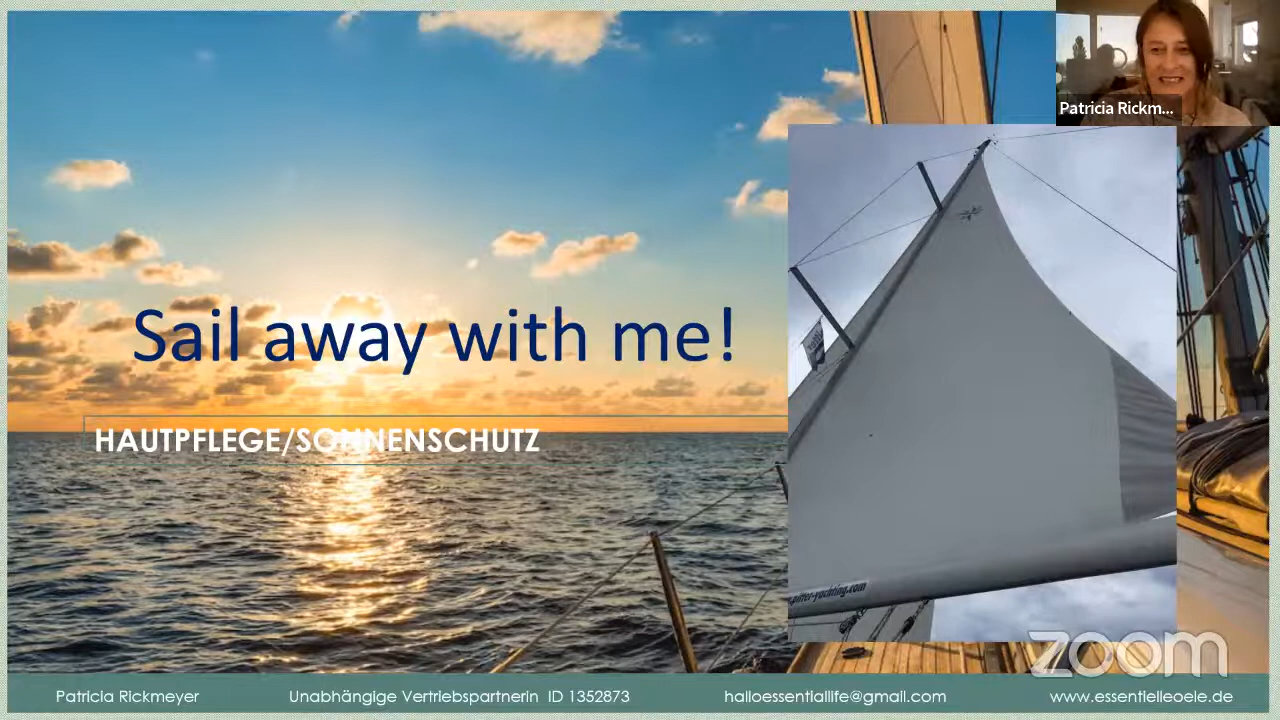 Patricia Rickm...
Sail away with me!
HAUTPFLEGE/SONNENSCHUTZ
pitter-yachting.com
zoom
Patricia Rickmeyer
Unabhängige Vertriebspartnerin ID 1352873
halloessentiallife@gmail.com
www.essentielleoele.de